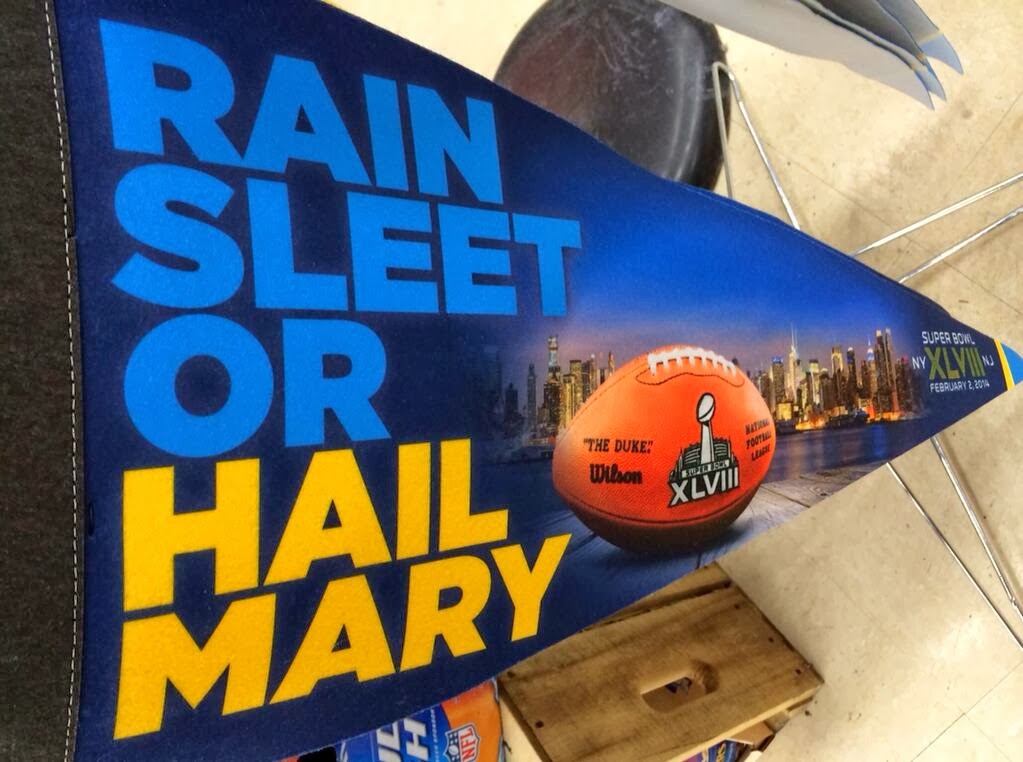 RAIN
SLEET
OR
HAIL
MARY
"THE DUKE."
Wilson
SUPER BOWL
XLVIII
NATIONAL
FOOTBALL
LEAGUE
SUPER BOWL
NY XLVIII NJ
FEBRUARY 2, 2014
NFL